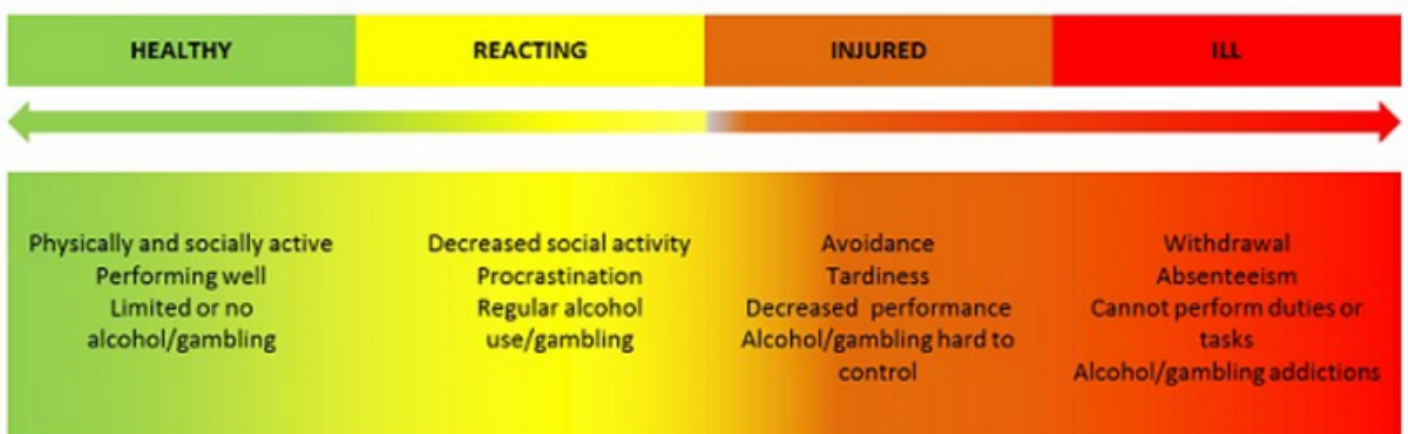 HEALTHY
REACTING
INJURED
ILL
Physically and socially active
Performing well
Limited or no
alcohol/gambling
Decreased social activity
Procrastination
Regular alcohol
use/gambling
Avoidance
Tardiness
Decreased performance
Alcohol/gambling hard to
control
Withdrawal
Absenteeism
Cannot perform duties or
tasks
Alcohol/gambling addictions